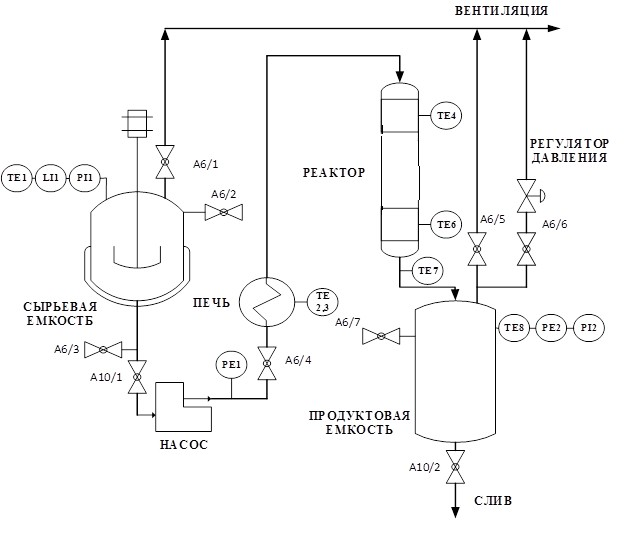 ВЕНТИЛЯЦИЯ
TE4
РЕГУЛЯТОР
ДАВЛЕНИЯ
A6/1
РЕАКТОР
TE1
LI1
PI1
A6/2
A6/5
A6/6
TE6
TE7
СЫРЬЕВАЯ
ЕМКОСТЬ
ПЕЧЬ
TE
2,3
A6/7
TE8
PE2
PI2
A6/3
A10/1
PE1
A6/4
ПРОДУКТОВАЯ
ЕМКОСТЬ
НАСОС
A10/2
СЛИВ